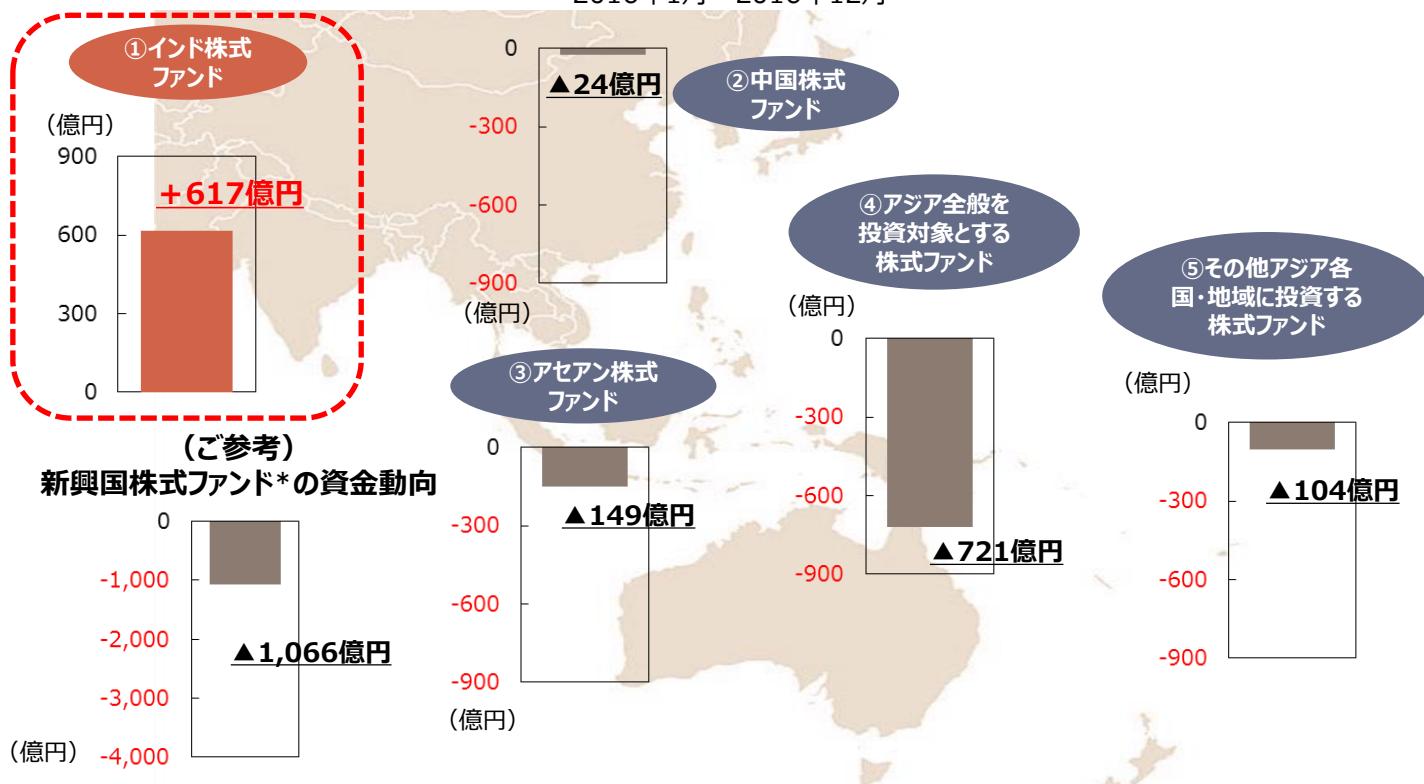 ①インド株式
ファンド
(億円)
900
600
300
0
+617億円
0
-300
-600
-900
(億円)
▲24億円
②中国株式
ファンド
③アセアン株式
ファンド
0
-300
-600
-900
(億円)
▲149億円
④アジア全般を
投資対象とする
株式ファンド
(億円)
0
-300
-600
-900
▲721億円
⑤その他アジア各
国・地域に投資する
株式ファンド
(億円)
0
-300
-600
-900
▲104億円
(ご参考)
新興国株式ファンド*の資金動向
0
-1,000
-2,000
-3,000
-4,000
(億円)
▲1,066億円